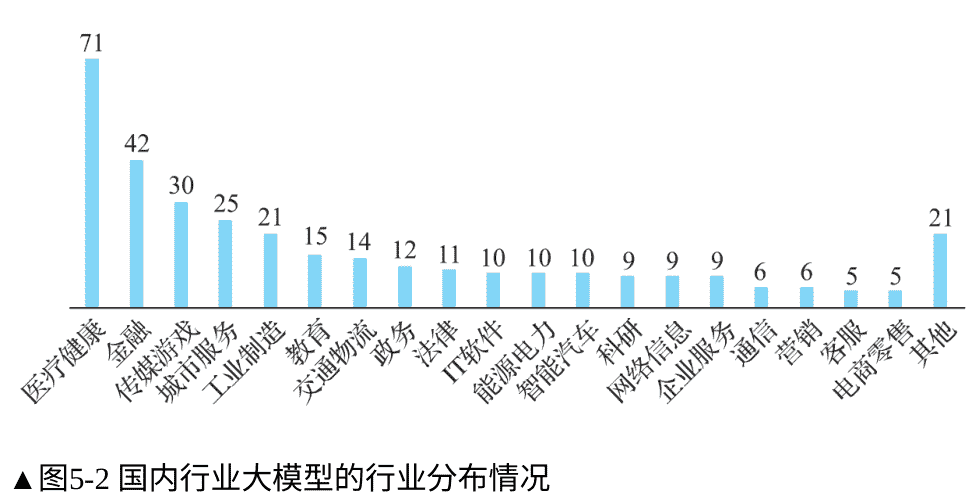 71
42
30
25
21
15
14
12
11
10
10
10
9
9
9
6
6
5
5
21
医疗健康
金融
传媒游戏
城市服务
工业制造
教育
交通物流
政务
法律
IT软件
能源电力
智能汽车
科研
网络信息
企业服务
通信
营销
客服
电商零售
其他
▲图5-2 国内行业大模型的行业分布情况